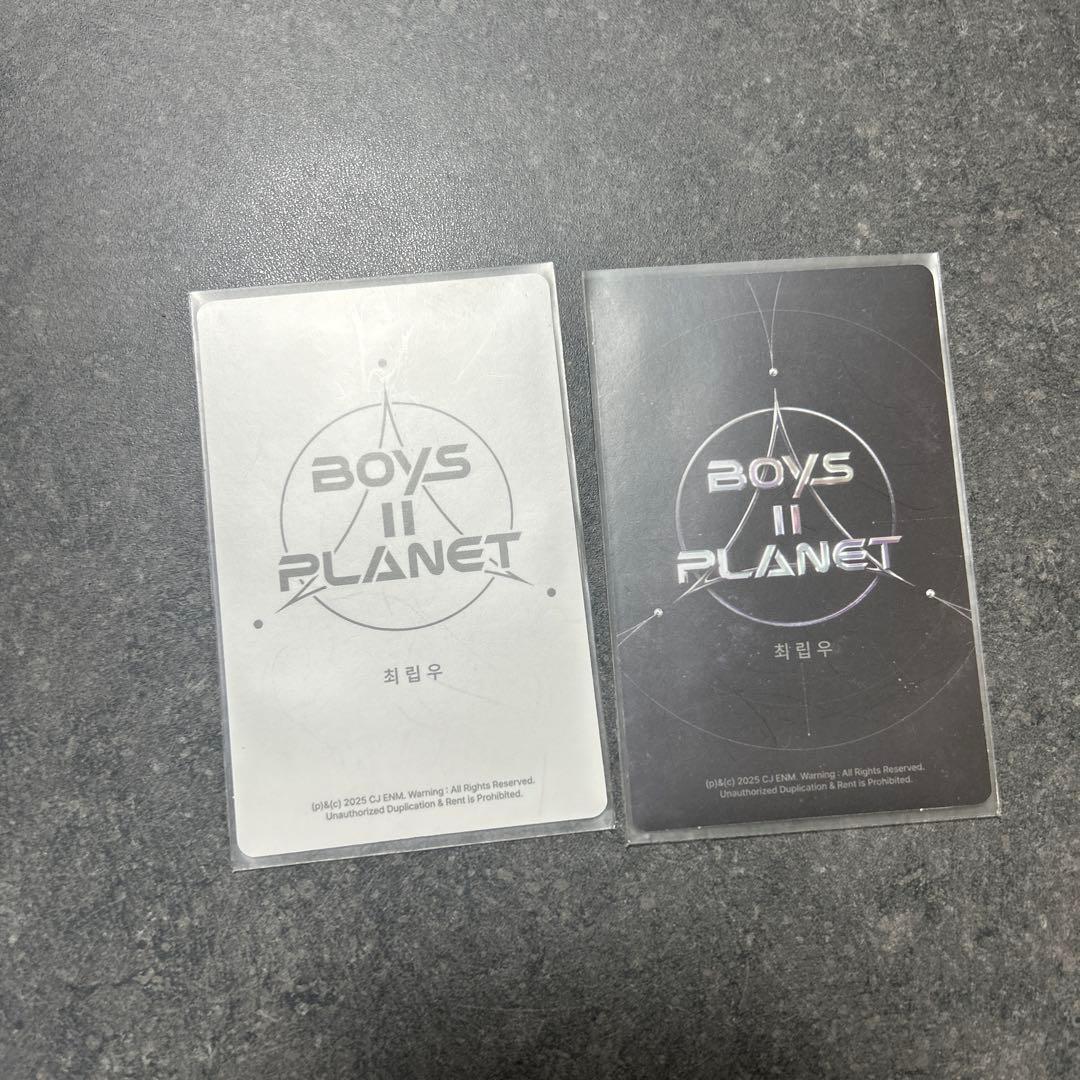 BOYS
II
PLANET
최립우
(p)&(c) 2025 CJ ENM. Warning : All Rights Reserved.
Unauthorized Duplication & Rent is Prohibited.
BOYS
II
PLANET
최립우
(p)&(c) 2025 CJ ENM. Warning : All Rights Reserved.
Unauthorized Duplication & Rent is Prohibited.